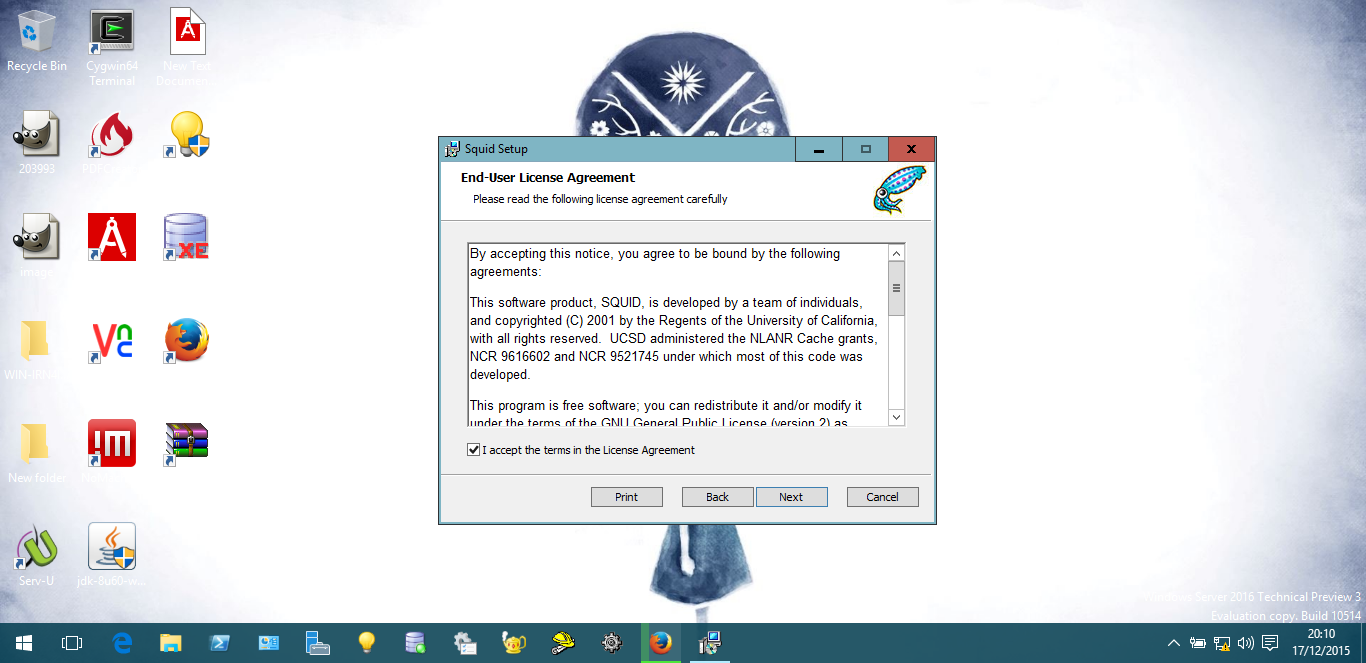 Recycle Bin
Cygwin64
Terminal
New Text
Documen...
203993
images
WIN-iRN
New folder
Serv-U
jdk-8u60-w...
Squid Setup
End-User License Agreement
Please read the following license agreement carefully
By accepting this notice, you agree to be bound by the following
agreements:
This software product, SQUID, is developed by a team of individuals,
and copyrighted (C) 2001 by the Regents of the University of California,
with all rights reserved.  UCSD administered the NLANR Cache grants,
NCR 9616602 and NCR 9521745 under which most of this code was
developed.
This program is free software; you can redistribute it and/or modify it
under the terms of the GNU General Public License (version 2) as
I accept the terms in the License Agreement
Print
Back
Next
Cancel
Windows Server 2016 Technical Preview 3
Evaluation copy. Build 10514
20:10
17/12/2015